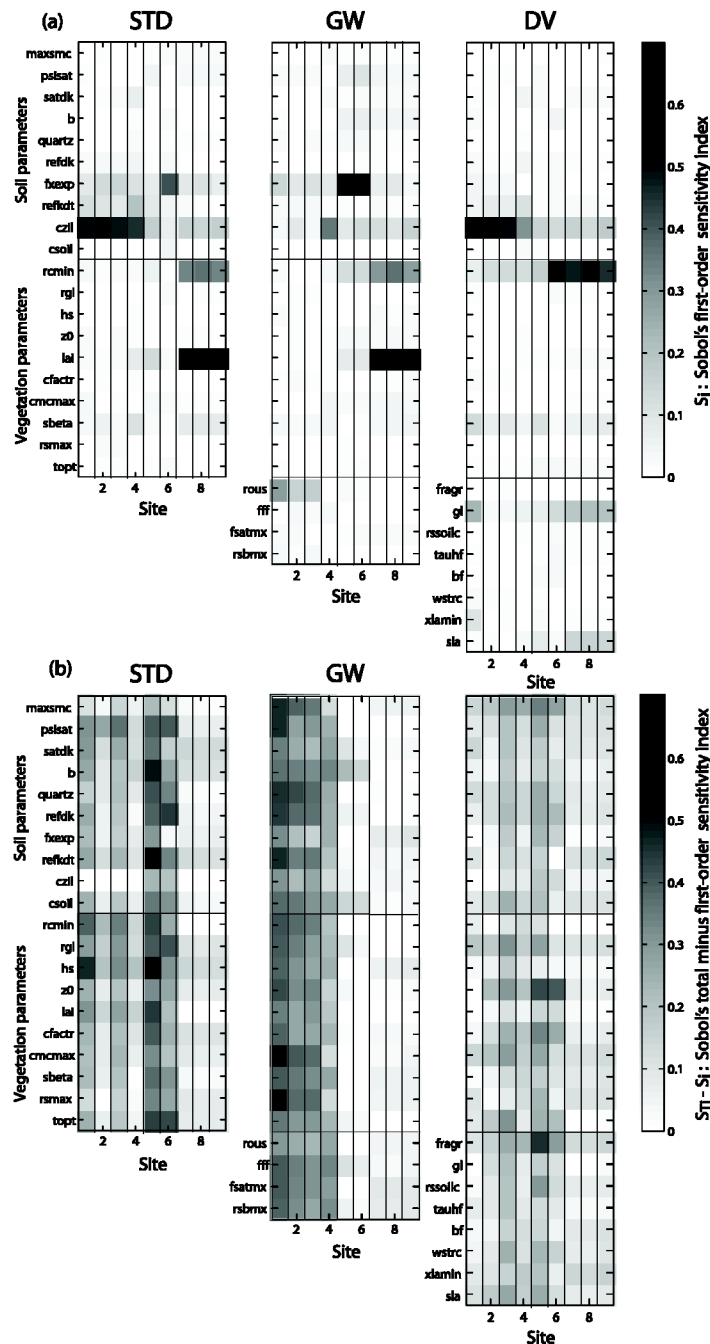 (a)
STD GW DV
Soil parameters
maxsmc
psisat
satdk
b
quartz
refdk
fxexp
refkdt
czil
csoil
Vegetation parameters
rcmin
rgl
hs
z0
lai
cfactr
cmcmax
sbeta
rsmax
topt
2 4 6 8
Site
rous
fff
fsatmx
rsbmx
2 4 6 8
Site
fragr
gl
rssoilc
tauhf
bf
wstrc
xlamin
sla
2 4 6 8
Site
0.6
0.5
0.4
0.3
0.2
0.1
0
Si : Sobol's first-order sensitivity index
(b)
STD GW DV
Soil parameters
maxsmc
psisat
satdk
b
quartz
refdk
fxexp
refkdt
czil
csoil
Vegetation parameters
rcmin
rgl
hs
z0
lai
cfactr
cmcmax
sbeta
rsmax
topt
2 4 6 8
Site
rous
fff
fsatmx
rsbmx
2 4 6 8
Site
fragr
gl
rssoilc
tauhf
bf
wstrc
xlamin
sla
2 4 6 8
Site
0.6
0.5
0.4
0.3
0.2
0.1
0
STi - Si : Sobol's total minus first-order sensitivity index